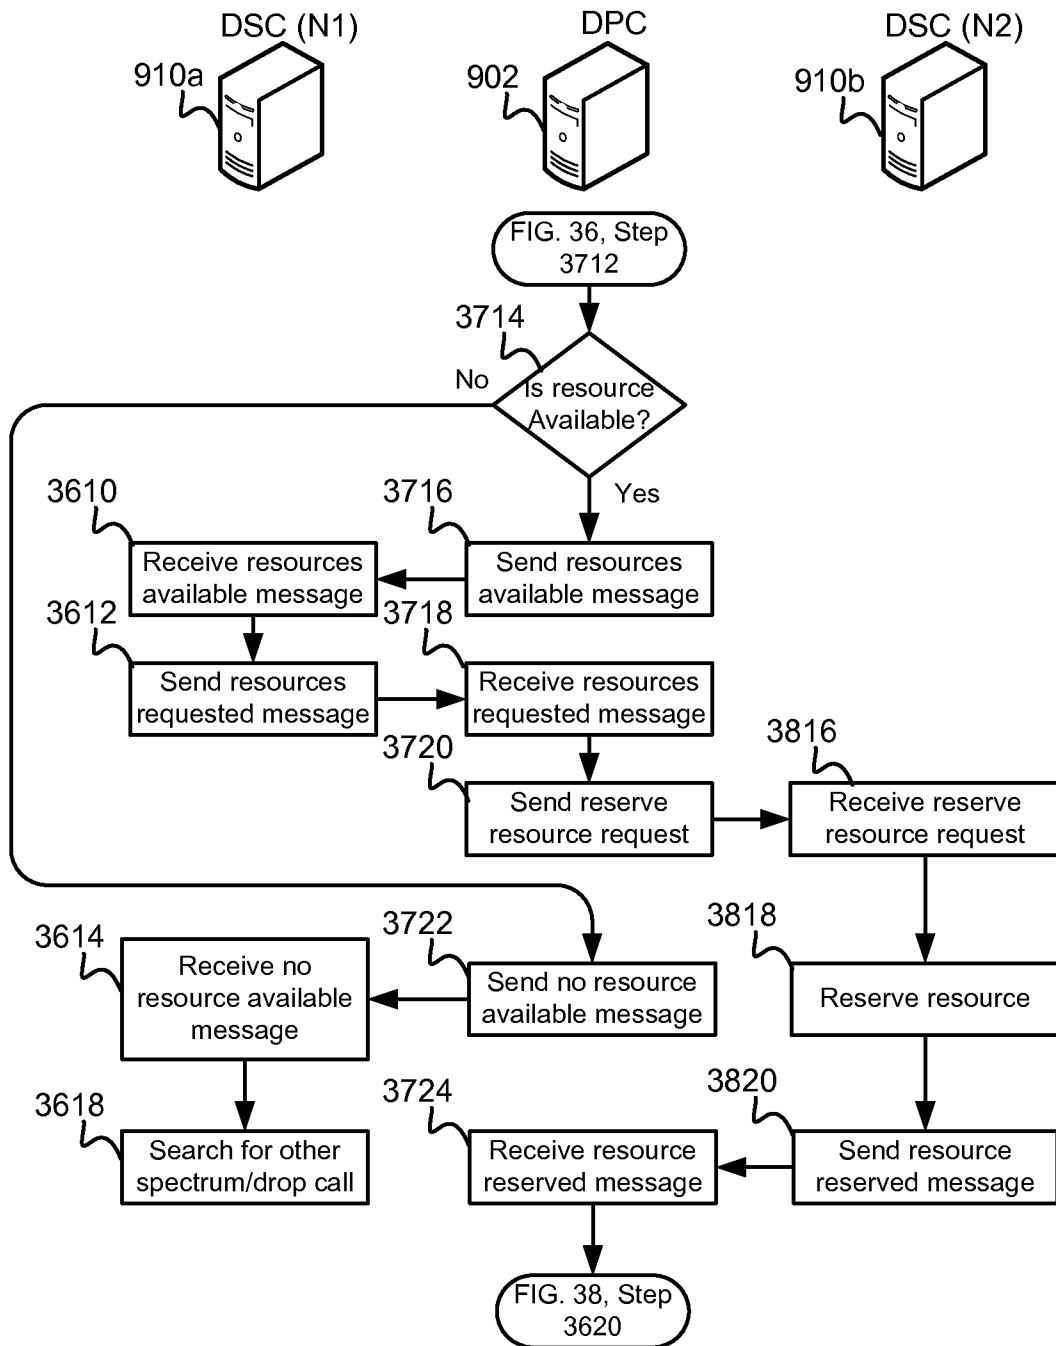 DSC (N1)
DPC
DSC (N2)
910a
902
910b
FIG. 36, Step
3712
3714
No
Is resource
Available?
Yes
3610
3716
Receive resources
available message
Send resources
available message
3612
3718
Send resources
requested message
Receive resources
requested message
3720
3816
Send reserve
resource request
Receive reserve
resource request
3614
3722
3818
Receive no
resource available
message
Send no resource
available message
Reserve resource
3618
3724
3820
Search for other
spectrum/drop call
Receive resource
reserved message
Send resource
reserved message
FIG. 38, Step
3620